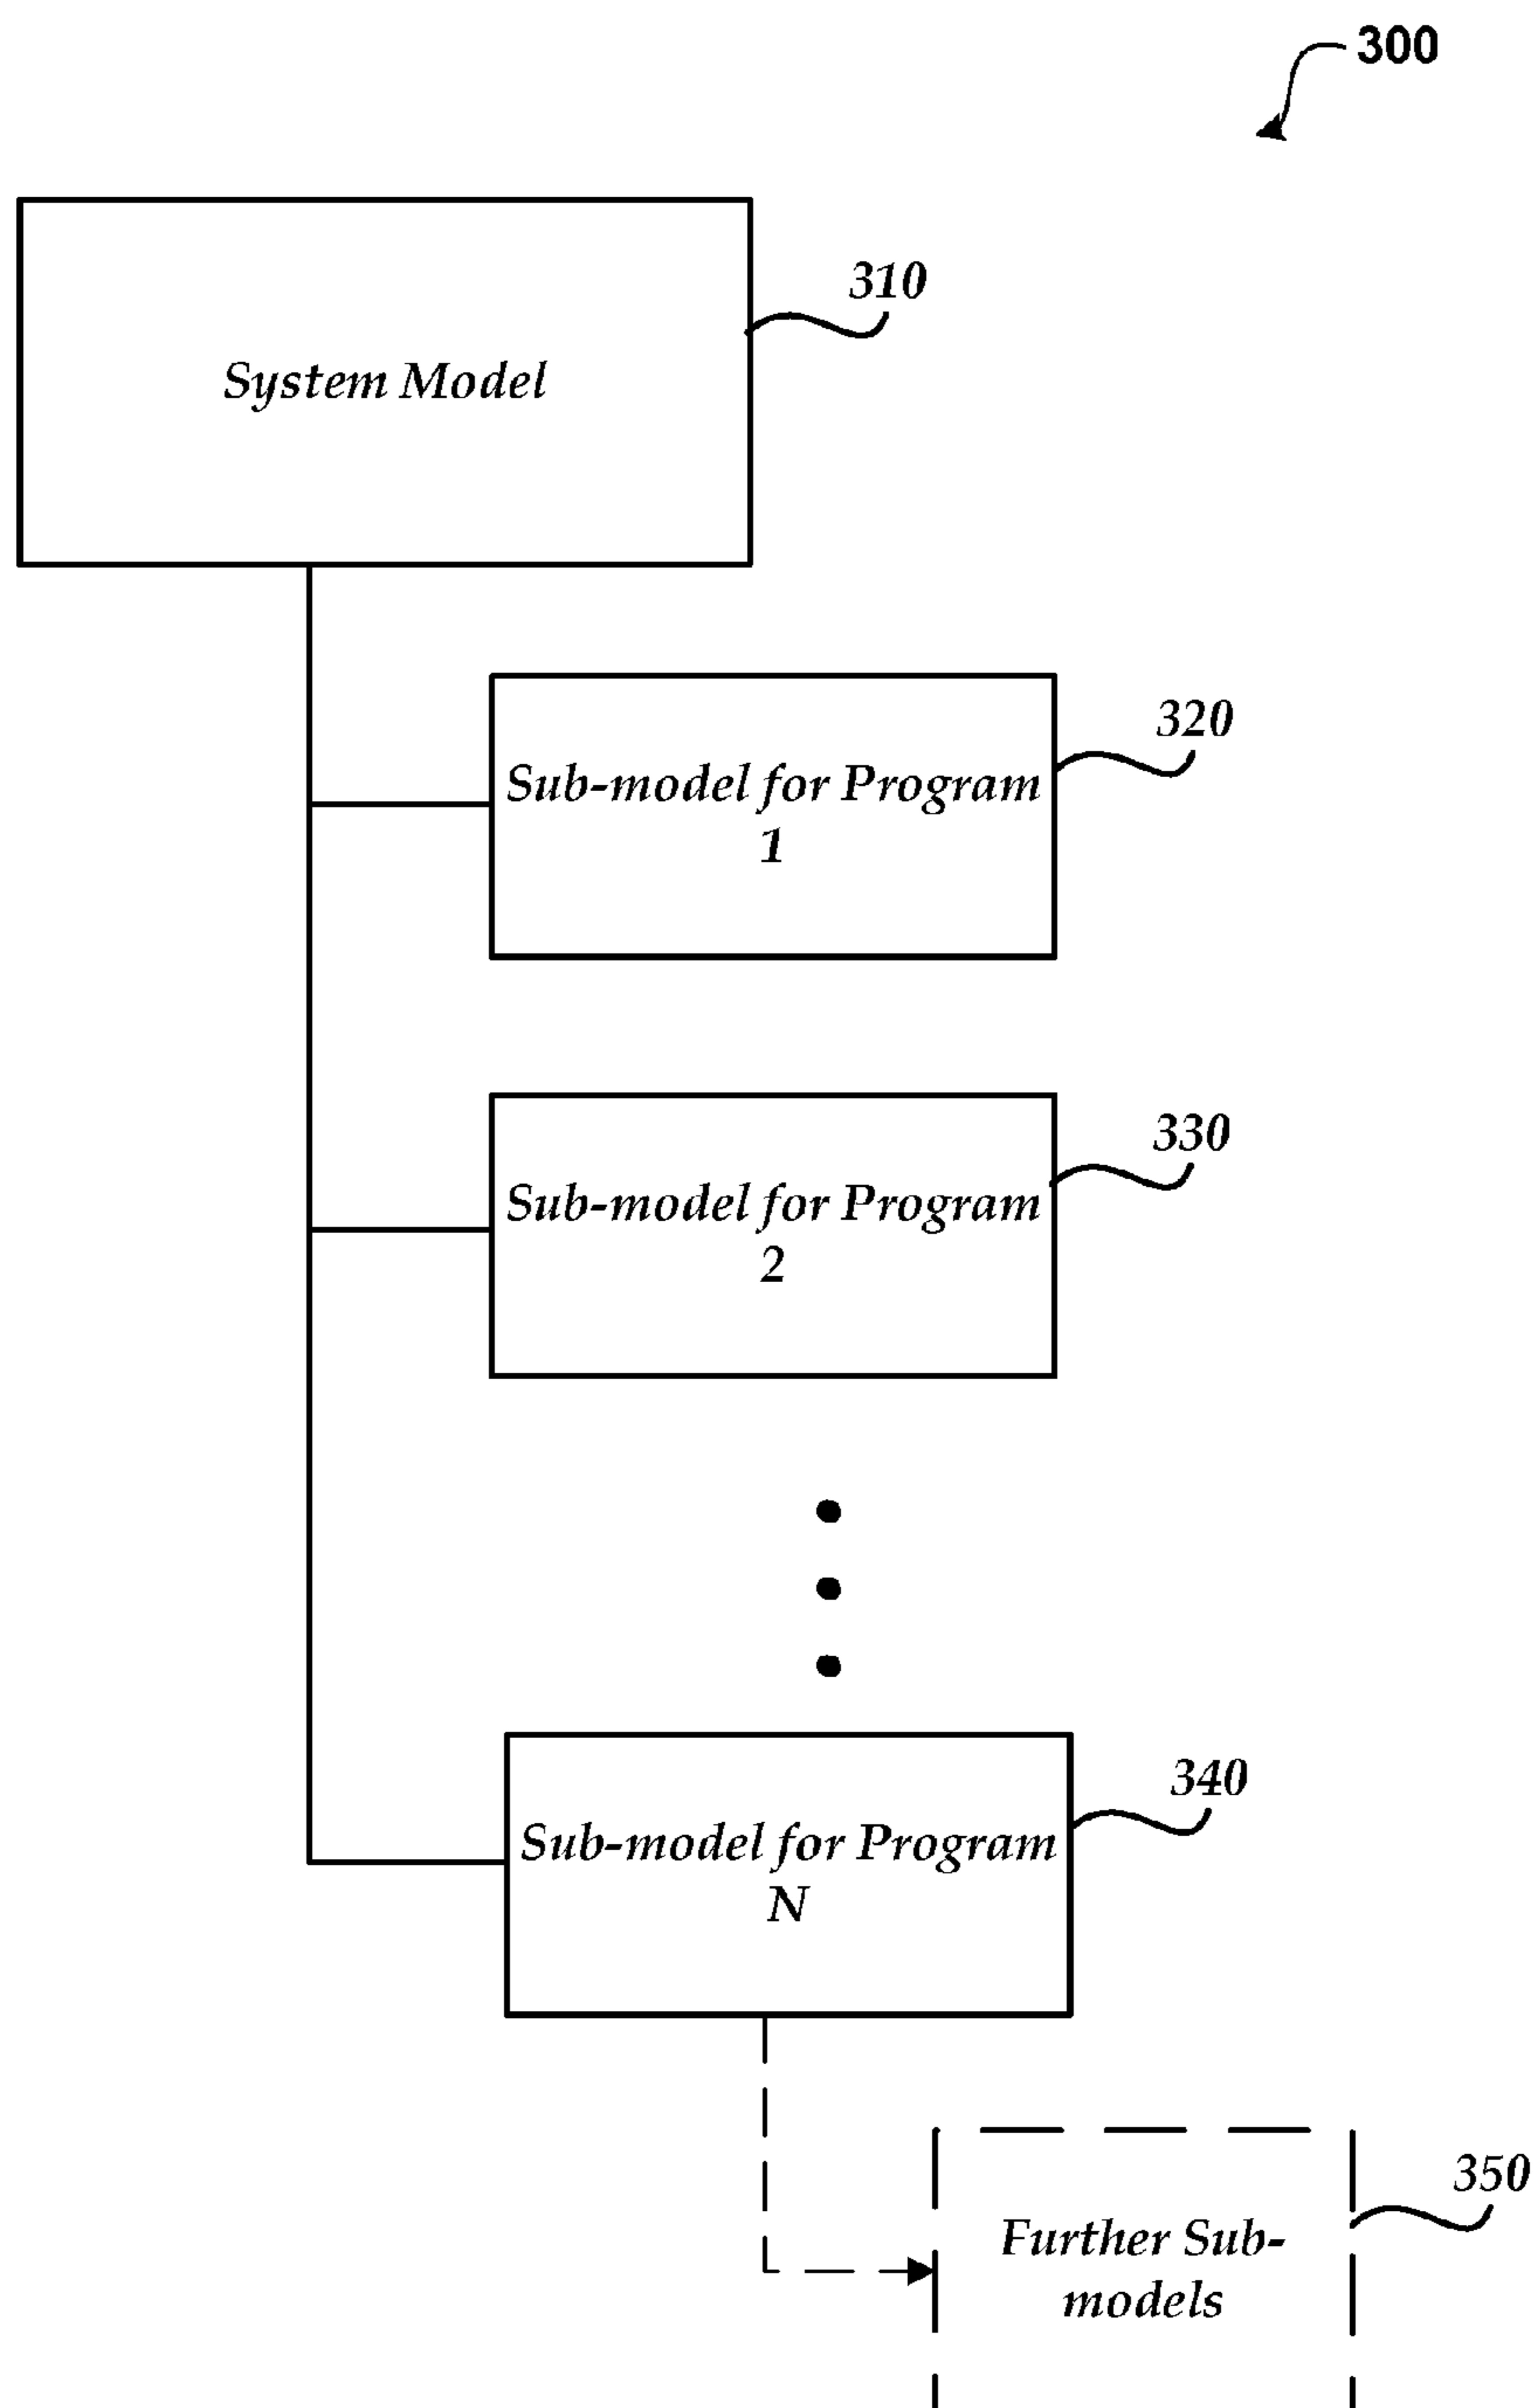 300
310
System Model
320
Sub-model for Program
1
330
Sub-model for Program
2
340
Sub-model for Program
N
350
Further Sub-
models